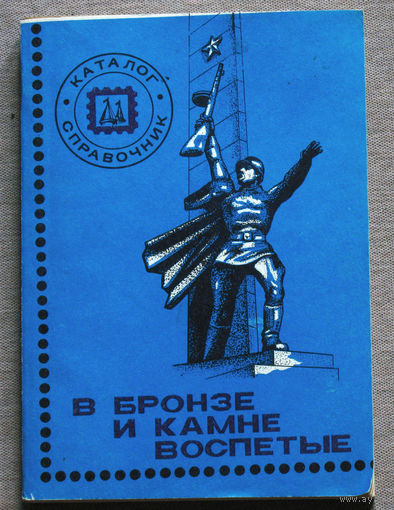 КАТАЛОГ
СПРАВОЧНИК
В БРОНЗЕ
И КАМНЕ
ВОСПЕТЫЕ